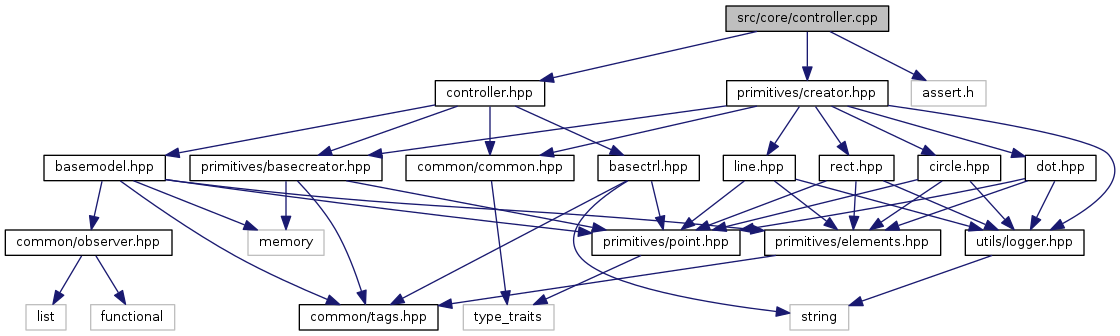 src/core/controller.cpp
controller.hpp
primitives/creator.hpp
assert.h
basemodel.hpp
primitives/basecreator.hpp
common/common.hpp
basectrl.hpp
line.hpp
rect.hpp
circle.hpp
dot.hpp
common/observer.hpp
memory
primitives/point.hpp
primitives/elements.hpp
utils/logger.hpp
list
functional
common/tags.hpp
type_traits
string